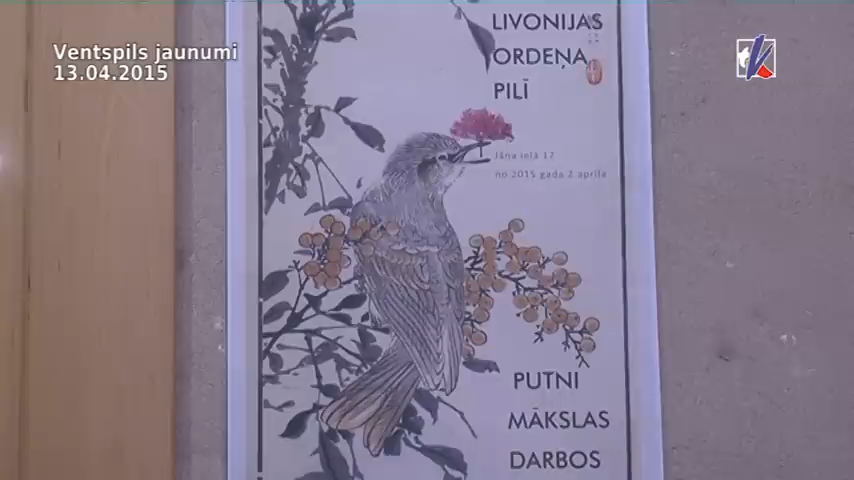 Ventspils jaunumi
13.04.2015
LIVONIJAS
ORDEŅA
PILĪ
Jāņa ielā 17
no 2015 gada 2 aprīļa
PUTNI
MĀKSLAS
DARBOS